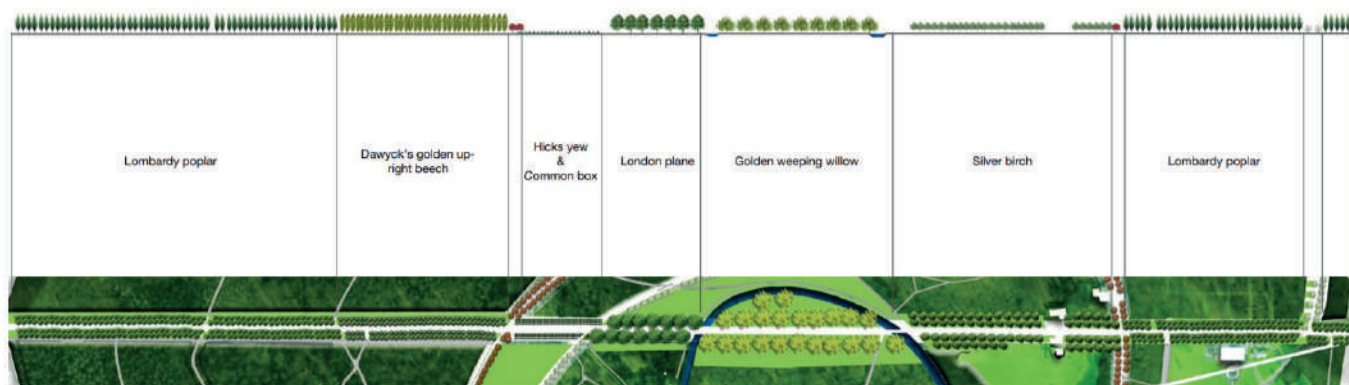 Lombardy poplar
Dawyck's golden up-
right beech
Hicks yew
&
Common box
London plane
Golden weeping willow
Silver birch
Lombardy poplar